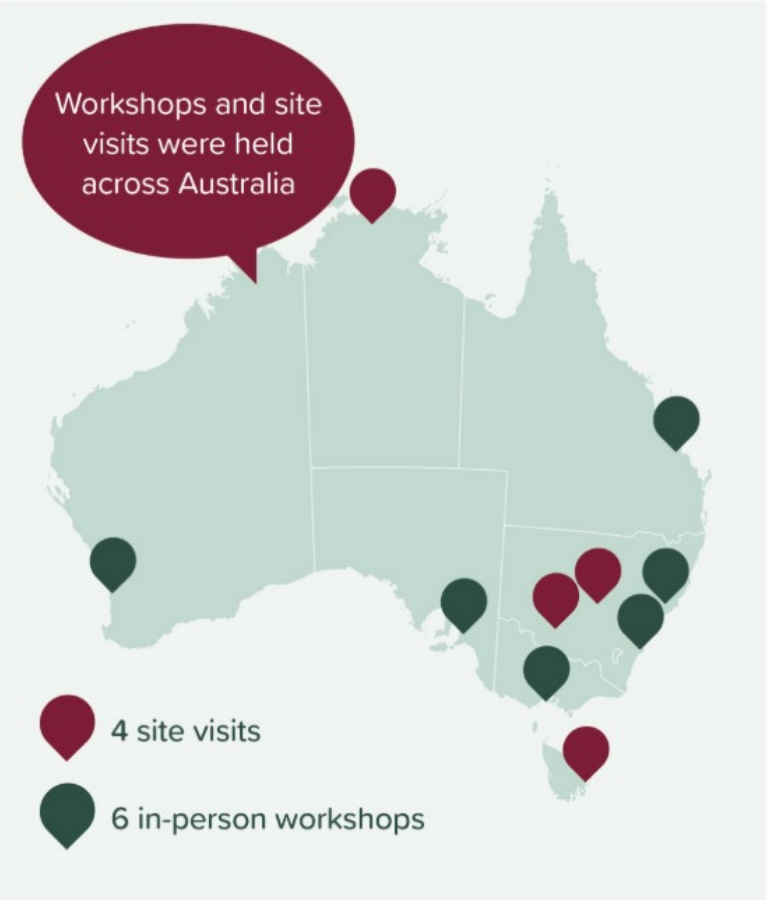 Workshops and site
visits were held
across Australia
4 site visits
6 in-person workshops